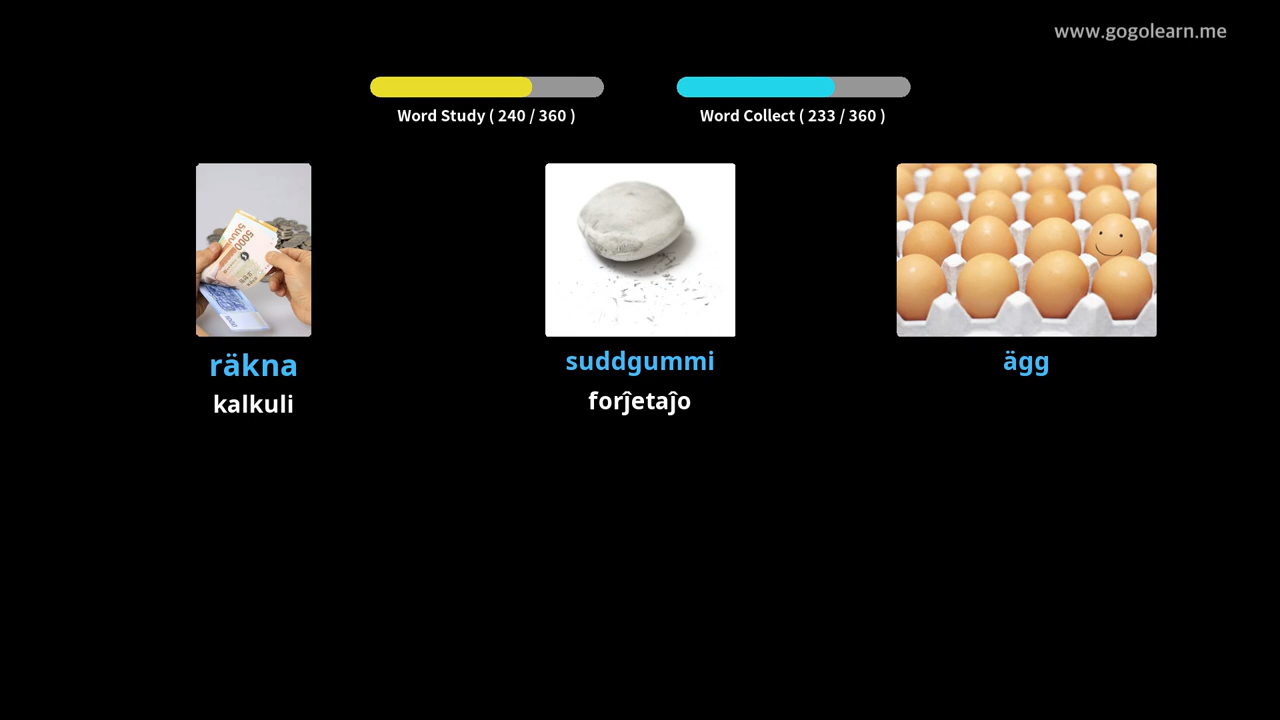 www.gogolearn.me
Word Study ( 240 / 360 )
Word Collect ( 233 / 360 )
räkna
kalkuli
suddgummi
forĵetaĵo
ägg